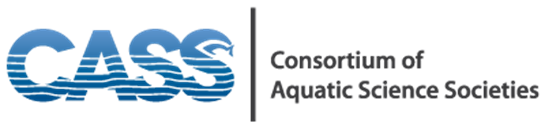 CASS
Consortium of
Aquatic Science Societies